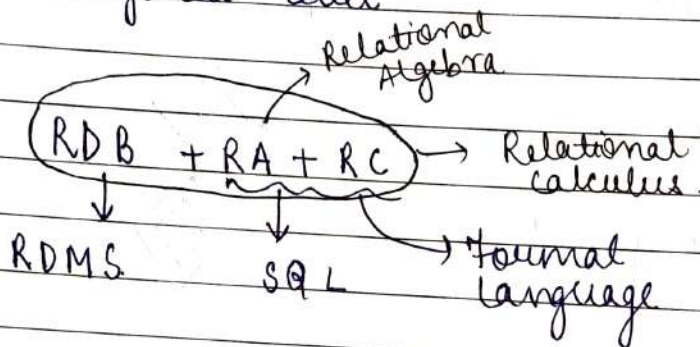 Relational
Algebra
RDB + RA + RC
Relational
calculus.
RDMS.
SQL
Formal
language